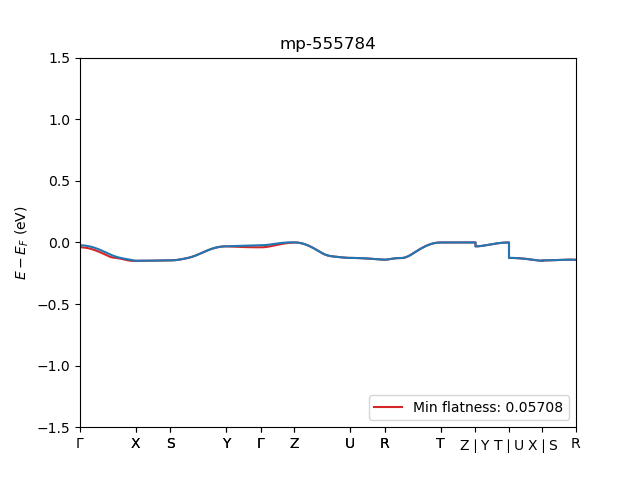 mp-555784
E − E_F (eV)
1.5
1.0
0.5
0.0
−0.5
−1.0
−1.5
Min flatness: 0.05708
Γ X S Y Γ Z U R T Z | Y T | U X | S R